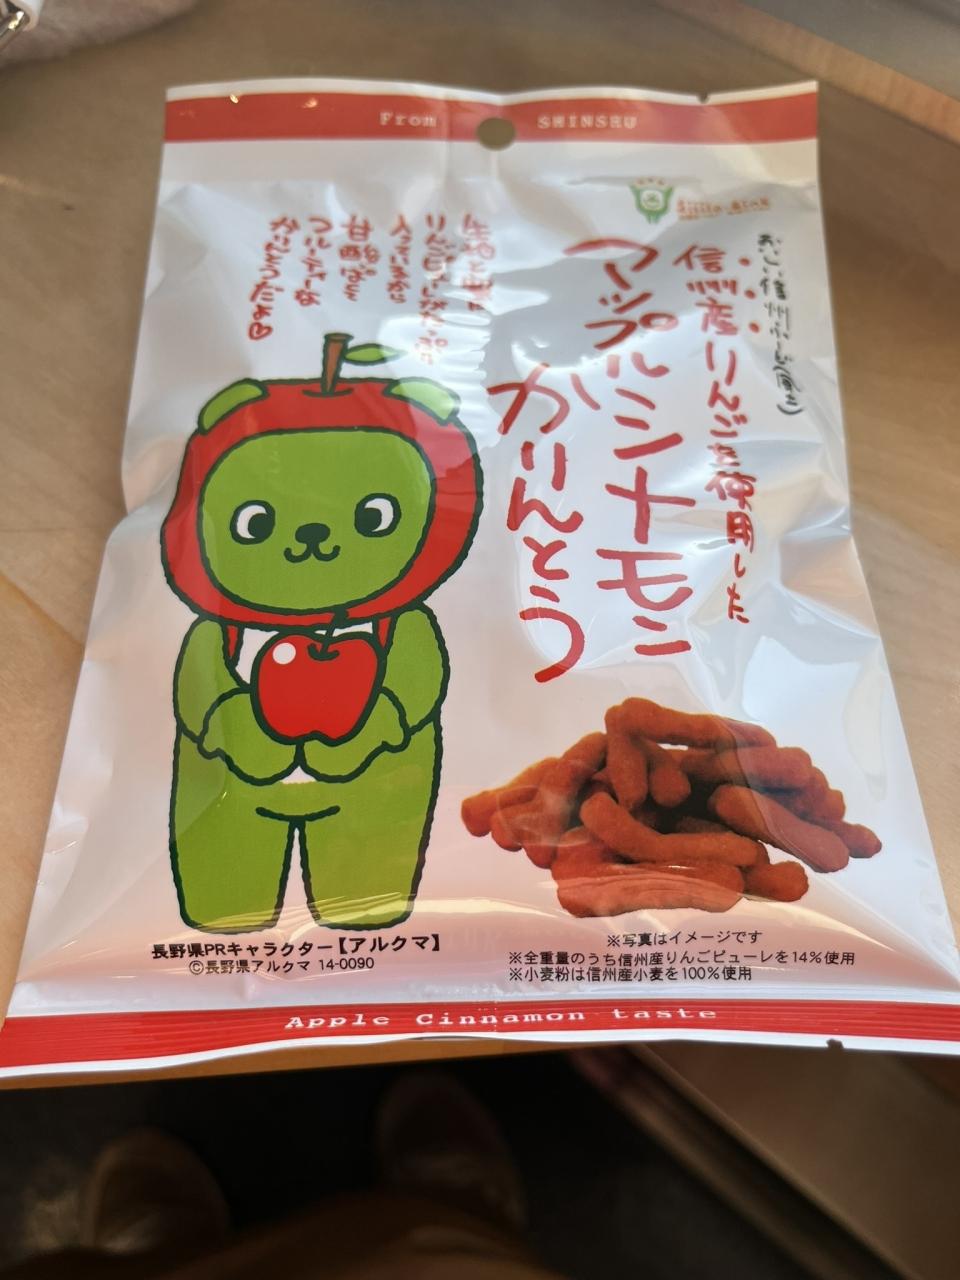 From SHINSHU
おいしい信州ふーど(風土)
信州産りんごを使用した
アップルシナモン
かりんとう
りんごピューレがたっぷり
入っているから
甘酸ぱくて
フルーティーな
かりんとうだよ♡
長野県PRキャラクター【アルクマ】
©長野県アルクマ 14-0090
※写真はイメージです
※全重量のうち信州産りんごピューレを14%使用
※小麦粉は信州産小麦を100%使用
Apple Cinnamon taste